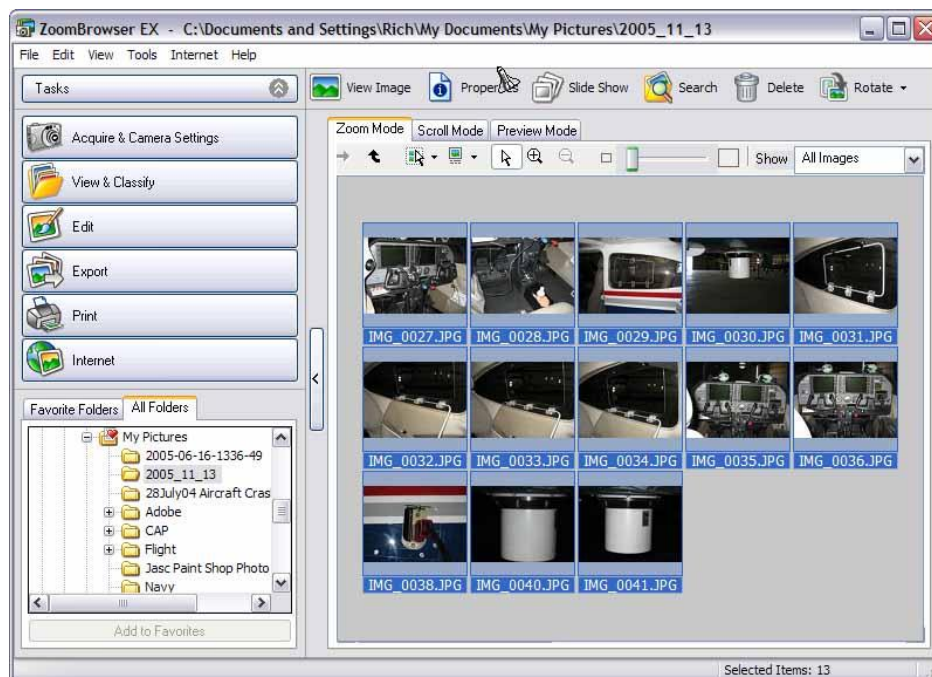 ZoomBrowser EX - C:\Documents and Settings\Rich\My Documents\My Pictures\2005_11_13
File Edit View Tools Internet Help
Tasks
View Image Properties Slide Show Search Delete Rotate
Acquire & Camera Settings
View & Classify
Edit
Export
Print
Internet
Favorite Folders All Folders
My Pictures
2005-06-16-1336-49
2005_11_13
28July04 Aircraft Cras
Adobe
CAP
Flight
Jasc Paint Shop Photo
Navy
Add to Favorites
Zoom Mode Scroll Mode Preview Mode
Show All Images
IMG_0027.JPG IMG_0028.JPG IMG_0029.JPG IMG_0030.JPG IMG_0031.JPG
IMG_0032.JPG IMG_0033.JPG IMG_0034.JPG IMG_0035.JPG IMG_0036.JPG
IMG_0038.JPG IMG_0040.JPG IMG_0041.JPG
Selected Items: 13